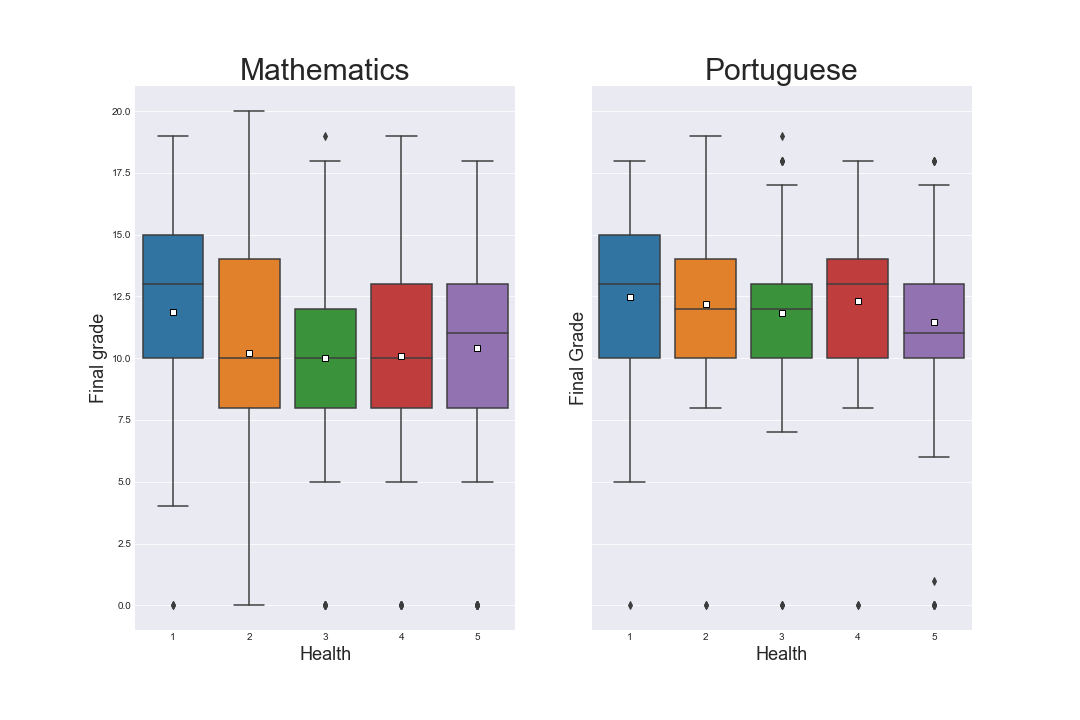 Mathematics
Portuguese
20.0
17.5
15.0
12.5
10.0
7.5
5.0
2.5
0.0
Final grade
Final Grade
1 2 3 4 5
1 2 3 4 5
Health
Health